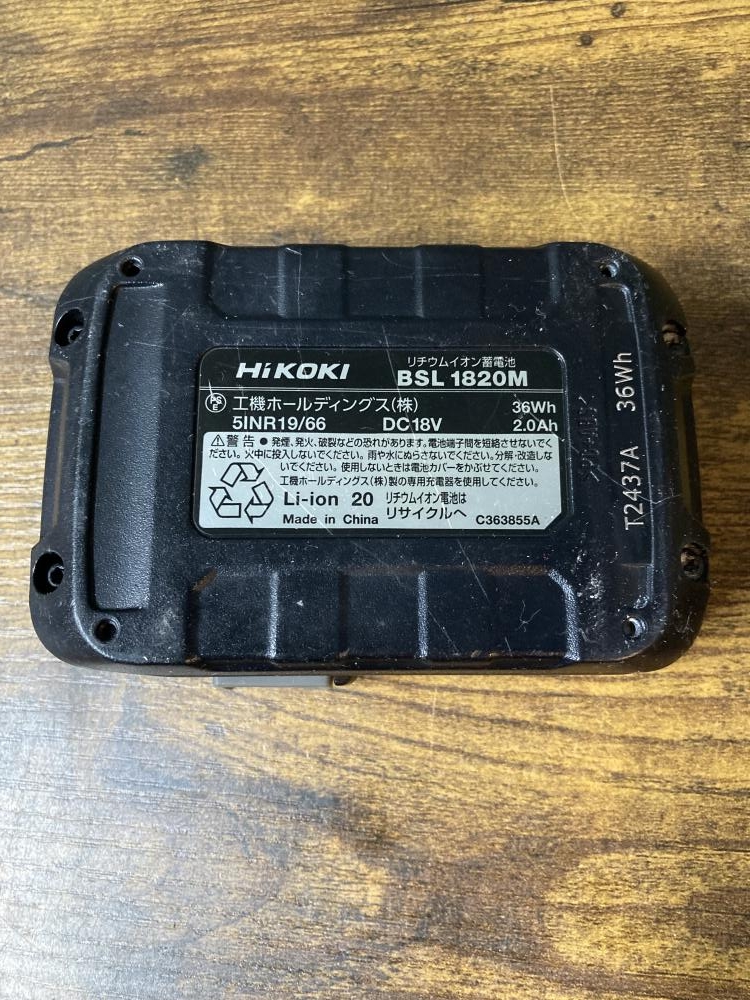 HiKOKI
リチウムイオン蓄電池
BSL 1820M
PS E 工機ホールディングス(株) 36Wh
5INR19/66 DC18V 2.0Ah
⚠警告 ● 発煙、発火、破裂などの恐れがあります。電池端子間を短絡させないでく
ださい。火中に投入しないでください。雨や水にぬらさないでください。分解・改造しな
いでください。使用しないときは電池カバーをかぶせてください。
工機ホールディングス(株)製の専用充電器を使用してください。
Li-ion 20 リチウムイオン電池は
リサイクルへ
Made in China C363855A
T2437A 36Wh